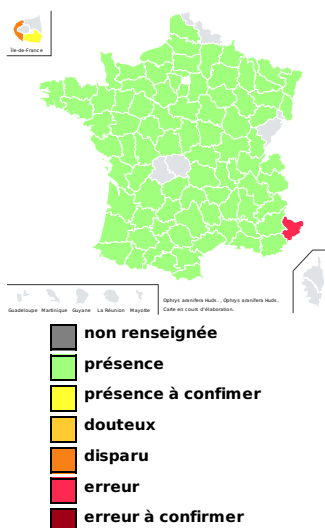 Île-de-France
Guadeloupe Martinique Guyane La Réunion Mayotte
Ophrys aranifera Huds., , Ophrys aranifera Huds.
Carte en cours d'élaboration.
non renseignée
présence
présence à confimer
douteux
disparu
erreur
erreur à confirmer